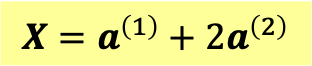 X = a⁽¹⁾ + 2a⁽²⁾